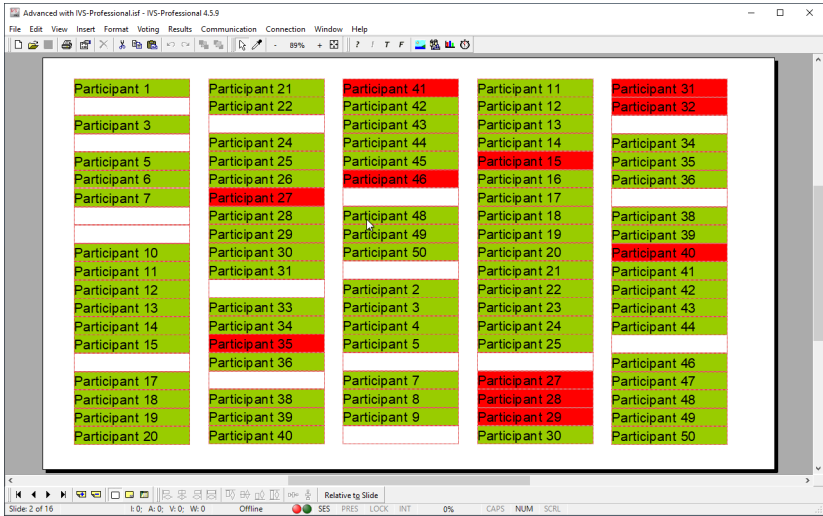 Advanced with IVS-Professional.isf - IVS-Professional 4.5.9
File Edit View Insert Format Voting Results Communication Connection Window Help
- 89% + ? ! T F
Participant 1 Participant 21 Participant 41 Participant 11 Participant 31
Participant 22 Participant 42 Participant 12 Participant 32
Participant 3 Participant 43 Participant 13
Participant 24 Participant 44 Participant 14 Participant 34
Participant 5 Participant 25 Participant 45 Participant 15 Participant 35
Participant 6 Participant 26 Participant 46 Participant 16 Participant 36
Participant 7 Participant 27 Participant 17
Participant 28 Participant 48 Participant 18 Participant 38
Participant 29 Participant 49 Participant 19 Participant 39
Participant 10 Participant 30 Participant 50 Participant 20 Participant 40
Participant 11 Participant 31 Participant 21 Participant 41
Participant 12 Participant 2 Participant 22 Participant 42
Participant 13 Participant 33 Participant 3 Participant 23 Participant 43
Participant 14 Participant 34 Participant 4 Participant 24 Participant 44
Participant 15 Participant 35 Participant 5 Participant 25
Participant 36 Participant 46
Participant 17 Participant 7 Participant 27 Participant 47
Participant 18 Participant 38 Participant 8 Participant 28 Participant 48
Participant 19 Participant 39 Participant 9 Participant 29 Participant 49
Participant 20 Participant 40 Participant 30 Participant 50
Relative to Slide
Slide: 2 of 16 I: 0; A: 0; V: 0; W: 0 Offline SES PRES LOCK INT 0% CAPS NUM SCRL